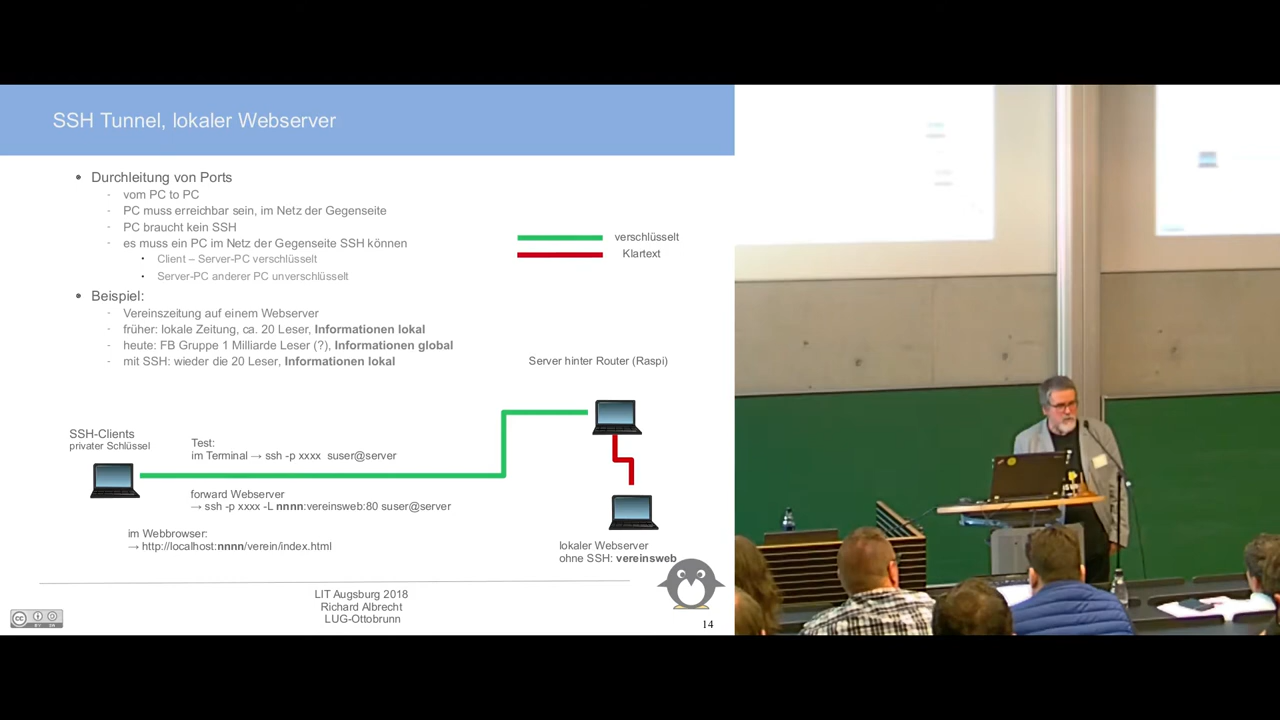 SSH Tunnel, lokaler Webserver
• Durchleitung von Ports
- vom PC to PC
- PC muss erreichbar sein, im Netz der Gegenseite
- PC braucht kein SSH
- es muss ein PC im Netz der Gegenseite SSH können
• Client – Server-PC verschlüsselt
• Server-PC anderer PC unverschlüsselt
verschlüsselt
Klartext
• Beispiel:
- Vereinszeitung auf einem Webserver
- früher: lokale Zeitung, ca. 20 Leser, Informationen lokal
- heute: FB Gruppe 1 Milliarde Leser (?), Informationen global
- mit SSH: wieder die 20 Leser, Informationen lokal
Server hinter Router (Raspi)
SSH-Clients
privater Schlüssel
Test:
im Terminal → ssh -p xxxx suser@server
forward Webserver
→ ssh -p xxxx -L nnnn:vereinsweb:80 suser@server
im Webbrowser:
→ http://localhost:nnnn/verein/index.html
lokaler Webserver
ohne SSH: vereinsweb
LIT Augsburg 2018
Richard Albrecht
LUG-Ottobrunn
14